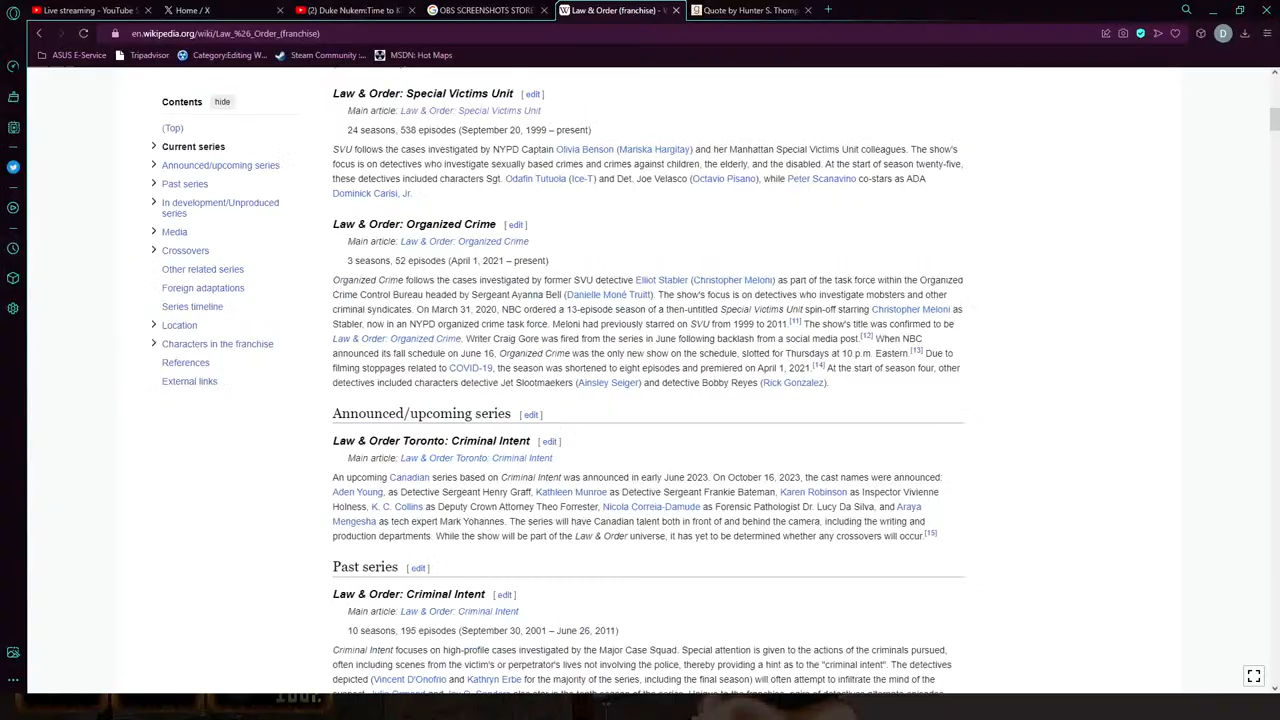 Live streaming - YouTube S
Home / X
(2) Duke Nukem:Time to K
OBS SCREENSHOTS STORE
Law & Order (franchise) - W
Quote by Hunter S. Thomp
en.wikipedia.org/wiki/Law_%26_Order_(franchise)
D
ASUS E-Service
Tripadvisor
Category:Editing W...
Steam Community :...
MSDN: Hot Maps
Contents hide
(Top)
Current series
Announced/upcoming series
Past series
In development/Unproduced
series
Media
Crossovers
Other related series
Foreign adaptations
Series timeline
Location
Characters in the franchise
References
External links
Law & Order: Special Victims Unit [ edit ]
Main article: Law & Order: Special Victims Unit
24 seasons, 538 episodes (September 20, 1999 – present)
SVU follows the cases investigated by NYPD Captain Olivia Benson (Mariska Hargitay) and her Manhattan Special Victims Unit colleagues. The show's
focus is on detectives who investigate sexually based crimes and crimes against children, the elderly, and the disabled. At the start of season twenty-five,
these detectives included characters Sgt. Odafin Tutuola (Ice-T) and Det. Joe Velasco (Octavio Pisano), while Peter Scanavino co-stars as ADA
Dominick Carisi, Jr.
Law & Order: Organized Crime [ edit ]
Main article: Law & Order: Organized Crime
3 seasons, 52 episodes (April 1, 2021 – present)
Organized Crime follows the cases investigated by former SVU detective Elliot Stabler (Christopher Meloni) as part of the task force within the Organized
Crime Control Bureau headed by Sergeant Ayanna Bell (Danielle Moné Truitt). The show's focus is on detectives who investigate mobsters and other
criminal syndicates. On March 31, 2020, NBC ordered a 13-episode season of a then-untitled Special Victims Unit spin-off starring Christopher Meloni as
Stabler, now in an NYPD organized crime task force. Meloni had previously starred on SVU from 1999 to 2011.[11] The show's title was confirmed to be
Law & Order: Organized Crime. Writer Craig Gore was fired from the series in June following backlash from a social media post.[12] When NBC
announced its fall schedule on June 16, Organized Crime was the only new show on the schedule, slotted for Thursdays at 10 p.m. Eastern.[13] Due to
filming stoppages related to COVID-19, the season was shortened to eight episodes and premiered on April 1, 2021.[14] At the start of season four, other
detectives included characters detective Jet Slootmaekers (Ainsley Seiger) and detective Bobby Reyes (Rick Gonzalez).
Announced/upcoming series [ edit ]
Law & Order Toronto: Criminal Intent [ edit ]
Main article: Law & Order Toronto: Criminal Intent
An upcoming Canadian series based on Criminal Intent was announced in early June 2023. On October 16, 2023, the cast names were announced:
Aden Young, as Detective Sergeant Henry Graff, Kathleen Munroe as Detective Sergeant Frankie Bateman, Karen Robinson as Inspector Vivienne
Holness, K. C. Collins as Deputy Crown Attorney Theo Forrester, Nicola Correia-Damude as Forensic Pathologist Dr. Lucy Da Silva, and Araya
Mengesha as tech expert Mark Yohannes. The series will have Canadian talent both in front of and behind the camera, including the writing and
production departments. While the show will be part of the Law & Order universe, it has yet to be determined whether any crossovers will occur.[15]
Past series [ edit ]
Law & Order: Criminal Intent [ edit ]
Main article: Law & Order: Criminal Intent
10 seasons, 195 episodes (September 30, 2001 – June 26, 2011)
Criminal Intent focuses on high-profile cases investigated by the Major Case Squad. Special attention is given to the actions of the criminals pursued,
often including scenes from the victim's or perpetrator's lives not involving the police, thereby providing a hint as to the "criminal intent". The detectives
depicted (Vincent D'Onofrio and Kathryn Erbe for the majority of the series, including the final season) will often attempt to infiltrate the mind of the